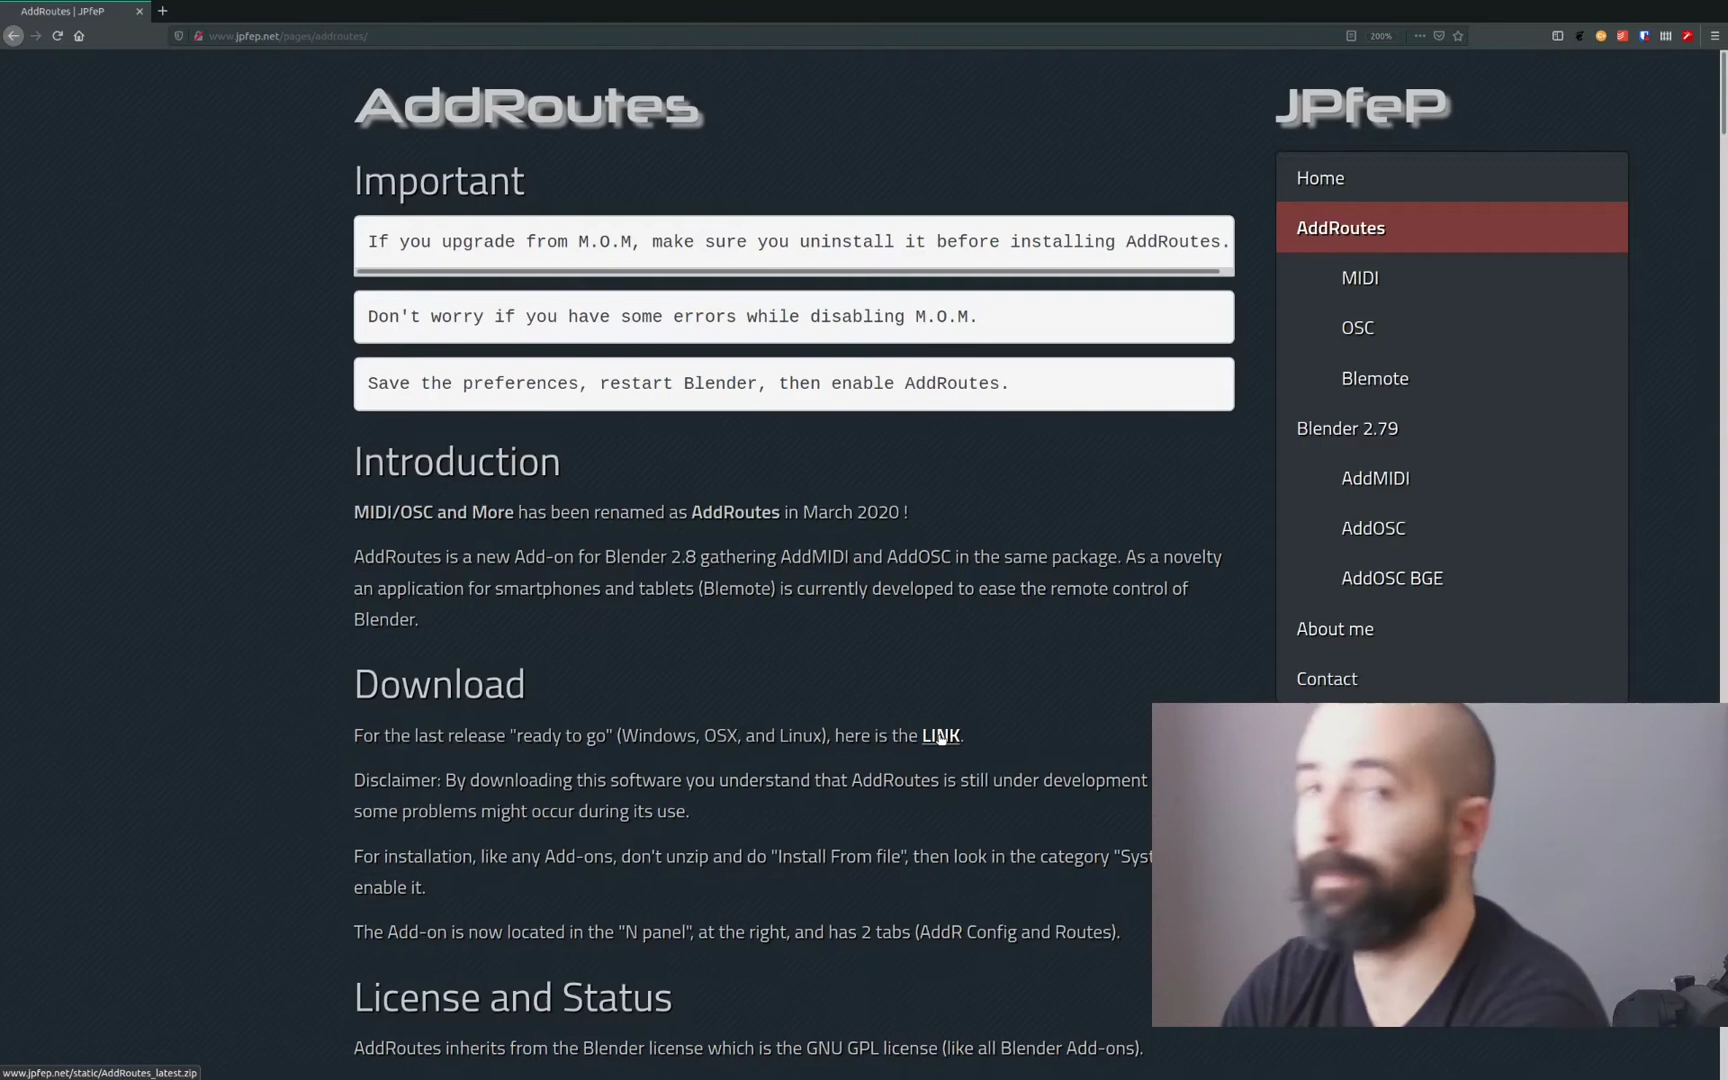 AddRoutes | JPfeP
www.jpfep.net/pages/addroutes/
200%
AddRoutes
Important
If you upgrade from M.O.M, make sure you uninstall it before installing AddRoutes.
Don't worry if you have some errors while disabling M.O.M.
Save the preferences, restart Blender, then enable AddRoutes.
Introduction
MIDI/OSC and More has been renamed as AddRoutes in March 2020 !
AddRoutes is a new Add-on for Blender 2.8 gathering AddMIDI and AddOSC in the same package. As a novelty
an application for smartphones and tablets (Blemote) is currently developed to ease the remote control of
Blender.
Download
For the last release "ready to go" (Windows, OSX, and Linux), here is the LINK.
Disclaimer: By downloading this software you understand that AddRoutes is still under development
some problems might occur during its use.
For installation, like any Add-ons, don't unzip and do "Install From file", then look in the category "Syst
enable it.
The Add-on is now located in the "N panel", at the right, and has 2 tabs (AddR Config and Routes).
License and Status
AddRoutes inherits from the Blender license which is the GNU GPL license (like all Blender Add-ons).
JPfeP
Home
AddRoutes
MIDI
OSC
Blemote
Blender 2.79
AddMIDI
AddOSC
AddOSC BGE
About me
Contact
www.jpfep.net/static/AddRoutes_latest.zip